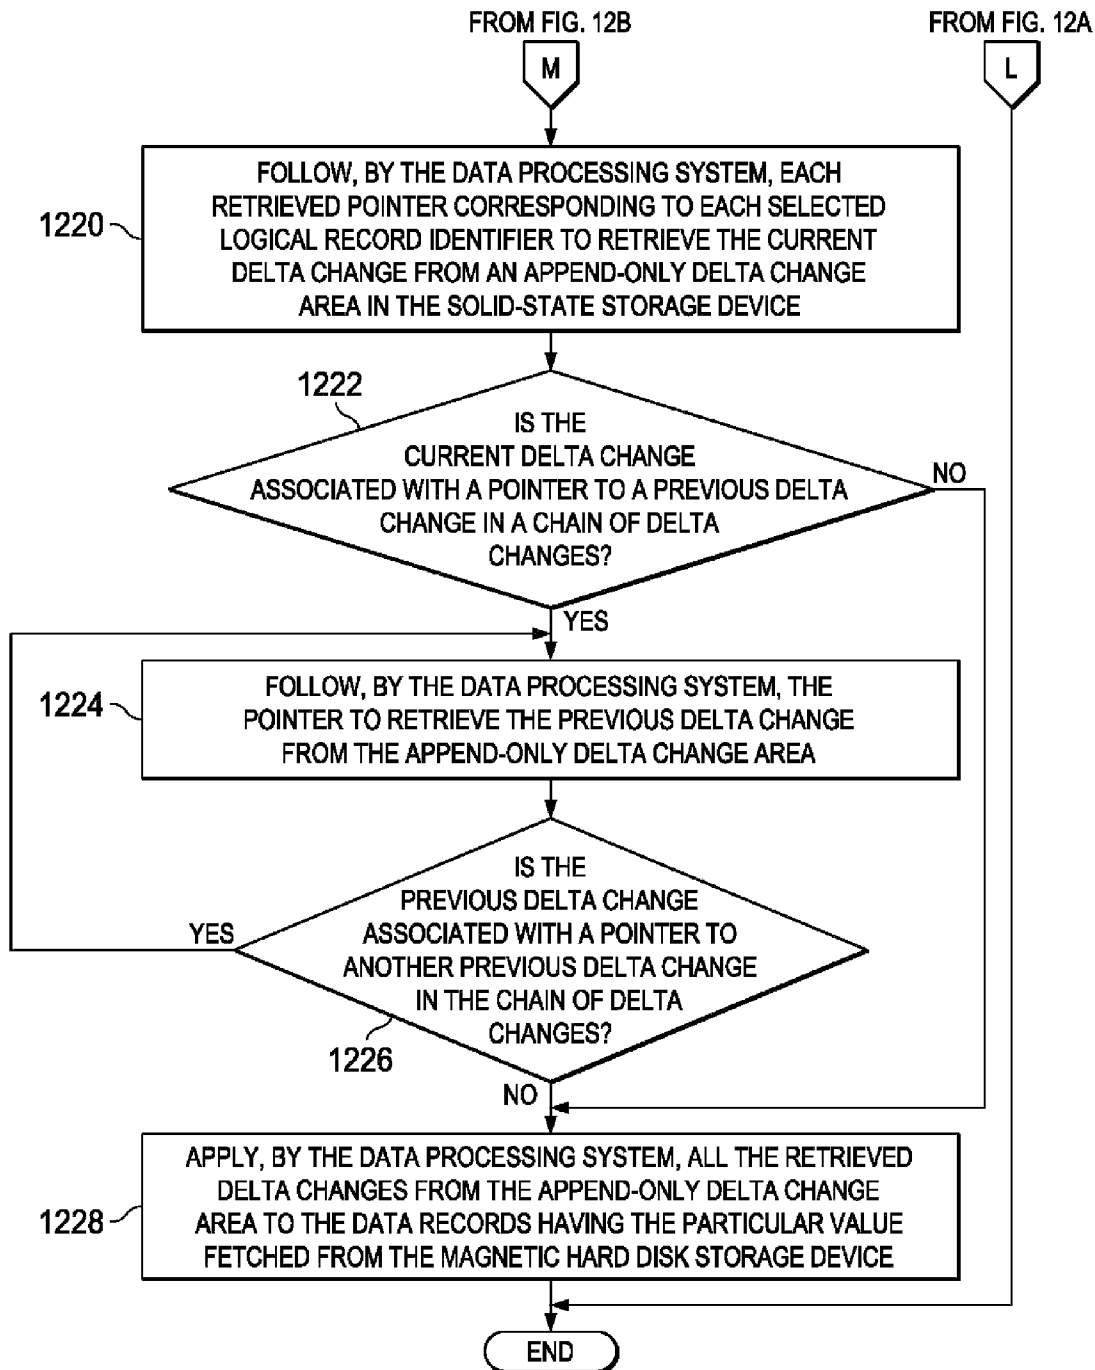 FROM FIG. 12B
FROM FIG. 12A
M
L
1220
FOLLOW, BY THE DATA PROCESSING SYSTEM, EACH
RETRIEVED POINTER CORRESPONDING TO EACH SELECTED
LOGICAL RECORD IDENTIFIER TO RETRIEVE THE CURRENT
DELTA CHANGE FROM AN APPEND-ONLY DELTA CHANGE
AREA IN THE SOLID-STATE STORAGE DEVICE
1222
IS THE
CURRENT DELTA CHANGE
ASSOCIATED WITH A POINTER TO A PREVIOUS DELTA
CHANGE IN A CHAIN OF DELTA
CHANGES?
NO
YES
1224
FOLLOW, BY THE DATA PROCESSING SYSTEM, THE
POINTER TO RETRIEVE THE PREVIOUS DELTA CHANGE
FROM THE APPEND-ONLY DELTA CHANGE AREA
IS THE
PREVIOUS DELTA CHANGE
ASSOCIATED WITH A POINTER TO
ANOTHER PREVIOUS DELTA CHANGE
IN THE CHAIN OF DELTA
CHANGES?
YES
1226
NO
1228
APPLY, BY THE DATA PROCESSING SYSTEM, ALL THE RETRIEVED
DELTA CHANGES FROM THE APPEND-ONLY DELTA CHANGE
AREA TO THE DATA RECORDS HAVING THE PARTICULAR VALUE
FETCHED FROM THE MAGNETIC HARD DISK STORAGE DEVICE
END